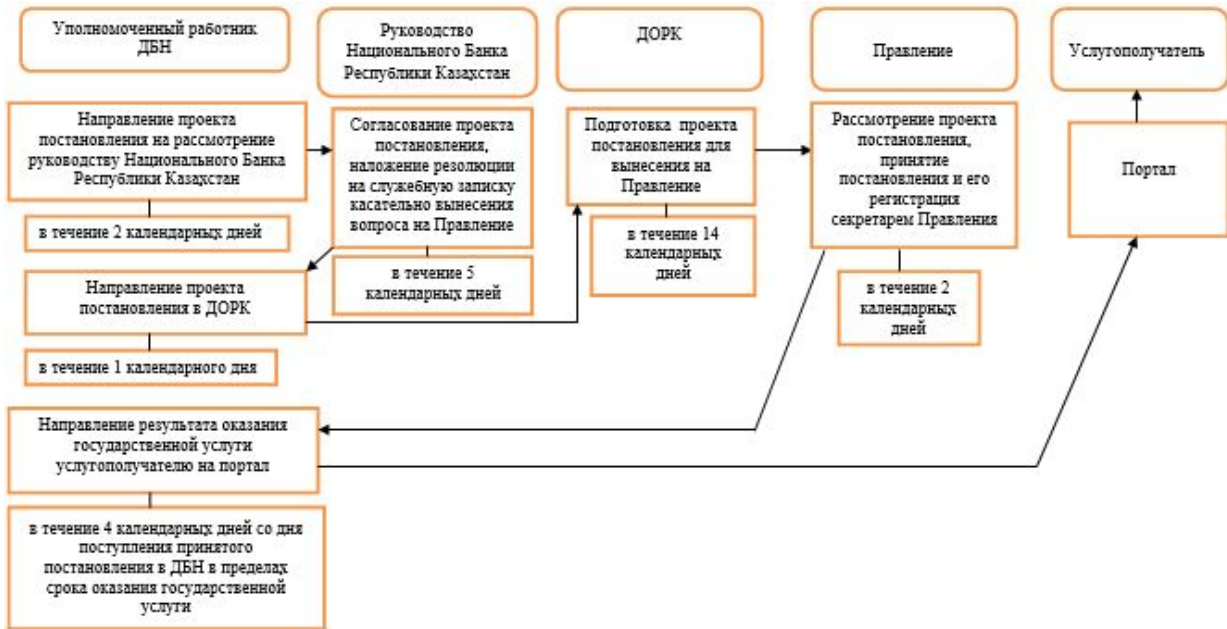 Уполномоченный работник
ДБН
Руководство
Национального Банка
Республики Казахстан
ДОРК
Правление
Услугополучатель
Направление проекта
постановления на рассмотрение
руководству Национального Банка
Республики Казахстан
в течение 2 календарных дней
Согласование проекта
постановления,
наложение резолюции
на служебную записку
касательно вынесения
вопроса на Правление
в течение 5
календарных дней
Подготовка проекта
постановления для
вынесения на
Правление
в течение 14
календарных
дней
Рассмотрение проекта
постановления,
принятие
постановления и его
регистрация
секретарем Правления
в течение 2
календарных
дней
Портал
Направление проекта
постановления в ДОРК
в течение 1 календарного дня
Направление результата оказания
государственной услуги
услугополучателю на портал
в течение 4 календарных дней со дня
поступления принятого
постановления в ДБН в пределах
срока оказания государственной
услуги